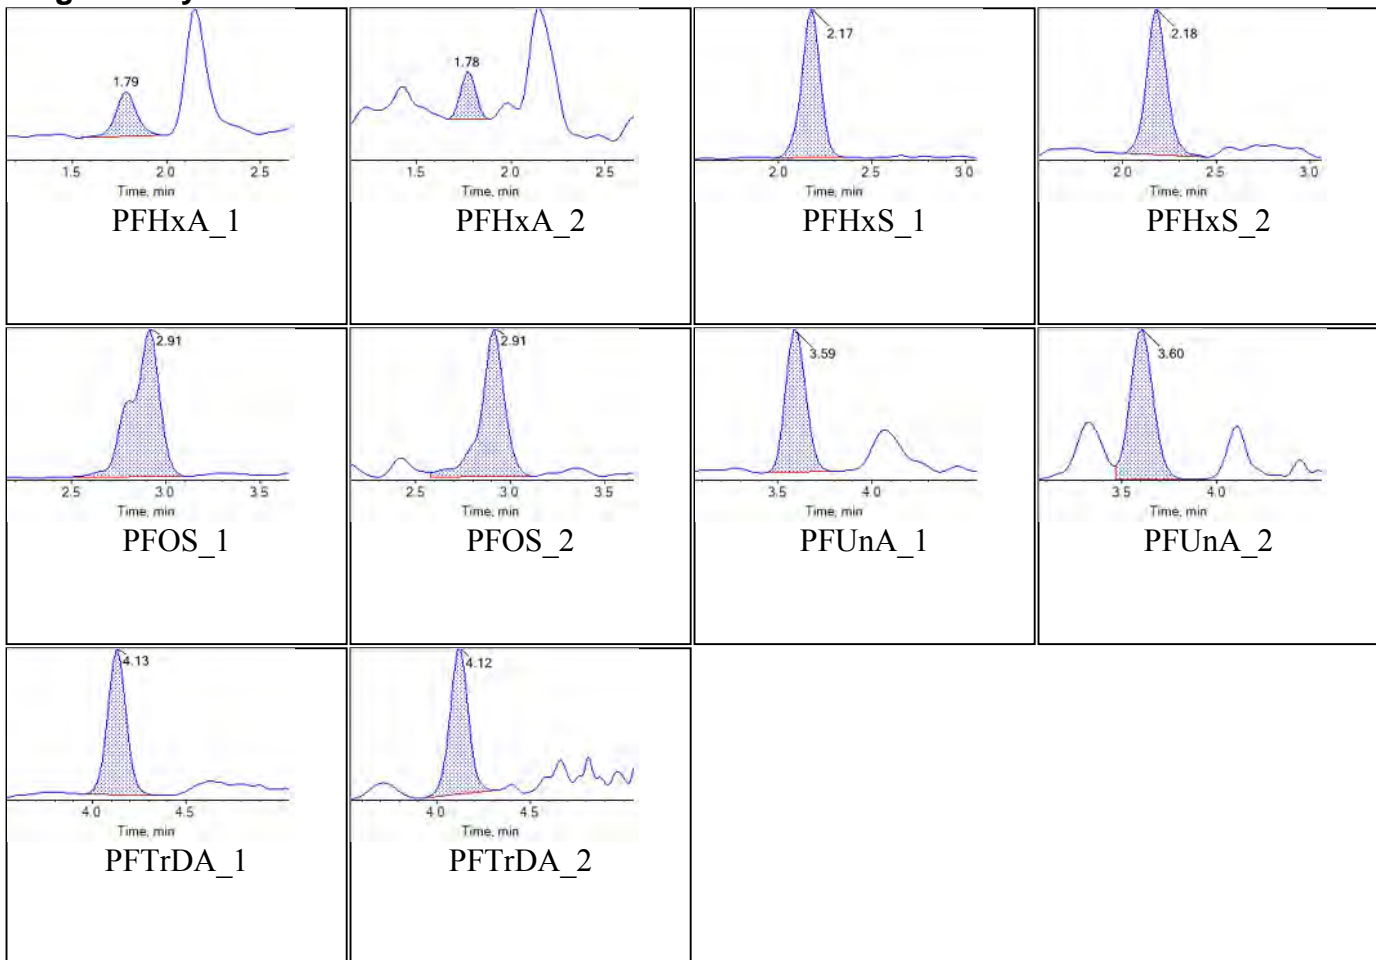 1.79
1.5 2.0 2.5
Time, min
PFHxA_1
1.78
1.5 2.0 2.5
Time, min
PFHxA_2
2.17
2.0 2.5 3.0
Time, min
PFHxS_1
2.18
2.0 2.5 3.0
Time, min
PFHxS_2
2.91
2.5 3.0 3.5
Time, min
PFOS_1
2.91
2.5 3.0 3.5
Time, min
PFOS_2
3.59
3.5 4.0
Time, min
PFUnA_1
3.60
3.5 4.0
Time, min
PFUnA_2
4.13
4.0 4.5
Time, min
PFTrDA_1
4.12
4.0 4.5
Time, min
PFTrDA_2